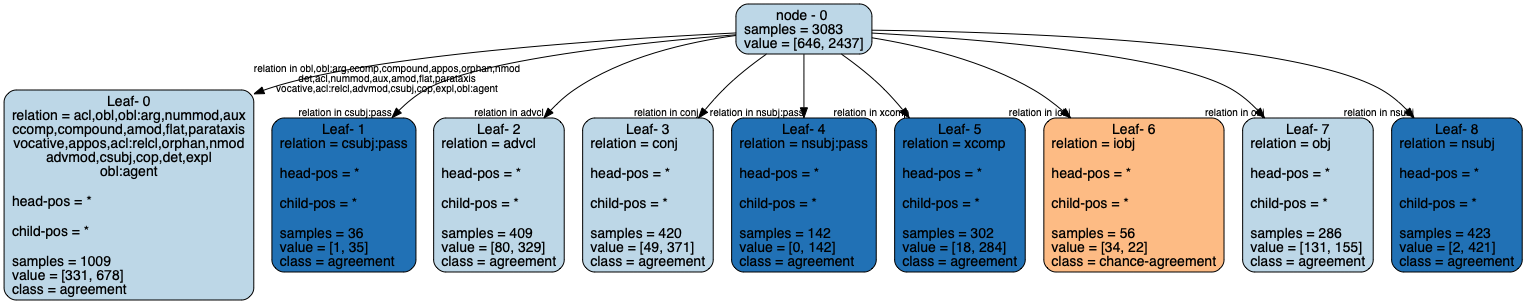 node - 0
samples = 3083
value = [646, 2437]
relation in obl,obl:arg,ccomp,compound,appos,orphan,nmod
det,acl,nummod,aux,amod,flat,parataxis
vocative,acl:relcl,advmod,csubj,cop,expl,obl:agent
relation in csubj:pass
relation in advcl
relation in conj
relation in nsubj:pass
relation in xcomp
relation in iobj
relation in obj
relation in nsubj
Leaf- 0
relation = acl,obl,obl:arg,nummod,aux
ccomp,compound,amod,flat,parataxis
vocative,appos,acl:relcl,orphan,nmod
advmod,csubj,cop,det,expl
obl:agent
head-pos = *
child-pos = *
samples = 1009
value = [331, 678]
class = agreement
Leaf- 1
relation = csubj:pass
head-pos = *
child-pos = *
samples = 36
value = [1, 35]
class = agreement
Leaf- 2
relation = advcl
head-pos = *
child-pos = *
samples = 409
value = [80, 329]
class = agreement
Leaf- 3
relation = conj
head-pos = *
child-pos = *
samples = 420
value = [49, 371]
class = agreement
Leaf- 4
relation = nsubj:pass
head-pos = *
child-pos = *
samples = 142
value = [0, 142]
class = agreement
Leaf- 5
relation = xcomp
head-pos = *
child-pos = *
samples = 302
value = [18, 284]
class = agreement
Leaf- 6
relation = iobj
head-pos = *
child-pos = *
samples = 56
value = [34, 22]
class = chance-agreement
Leaf- 7
relation = obj
head-pos = *
child-pos = *
samples = 286
value = [131, 155]
class = agreement
Leaf- 8
relation = nsubj
head-pos = *
child-pos = *
samples = 423
value = [2, 421]
class = agreement